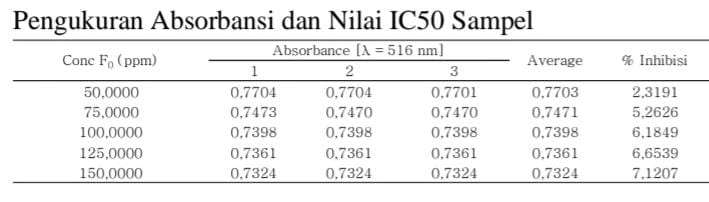 Pengukuran Absorbansi dan Nilai IC50 Sampel
Conc F₀ (ppm) Absorbance [λ = 516 nm] Average % Inhibisi
1 2 3
50,0000 0,7704 0,7704 0,7701 0,7703 2,3191
75,0000 0,7473 0,7470 0,7470 0,7471 5,2626
100,0000 0,7398 0,7398 0,7398 0,7398 6,1849
125,0000 0,7361 0,7361 0,7361 0,7361 6,6539
150,0000 0,7324 0,7324 0,7324 0,7324 7,1207